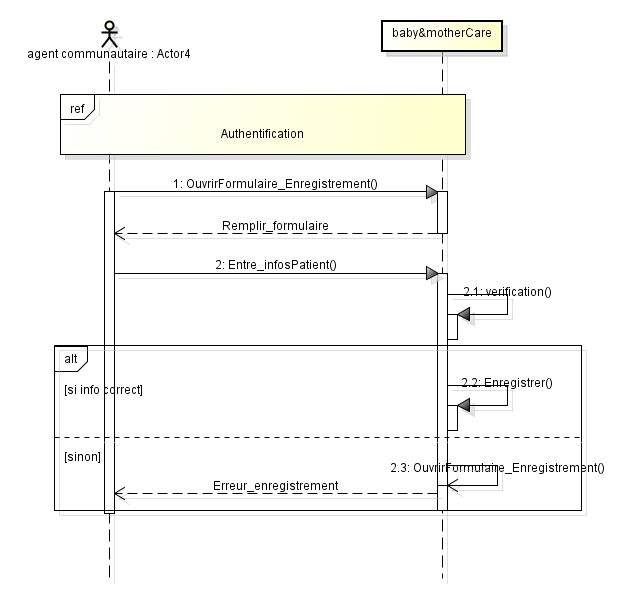 baby&motherCare
agent communautaire : Actor4
ref
Authentification
1: OuvrirFormulaire_Enregistrement()
Remplir_formulaire
2: Entre_infosPatient()
2.1: verification()
alt
2.2: Enregistrer()
[si info correct]
[sinon]
2.3: OuvrirFormulaire_Enregistrement()
Erreur_enregistrement